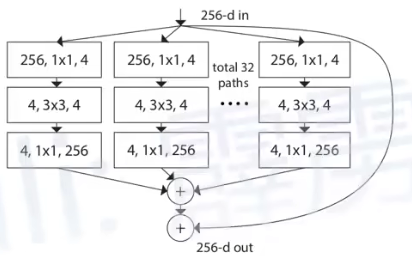 256-d in
256, 1x1, 4
256, 1x1, 4
256, 1x1, 4
total 32
paths
4, 3x3, 4
4, 3x3, 4
....
4, 3x3, 4
4, 1x1, 256
4, 1x1, 256
4, 1x1, 256
+
+
256-d out